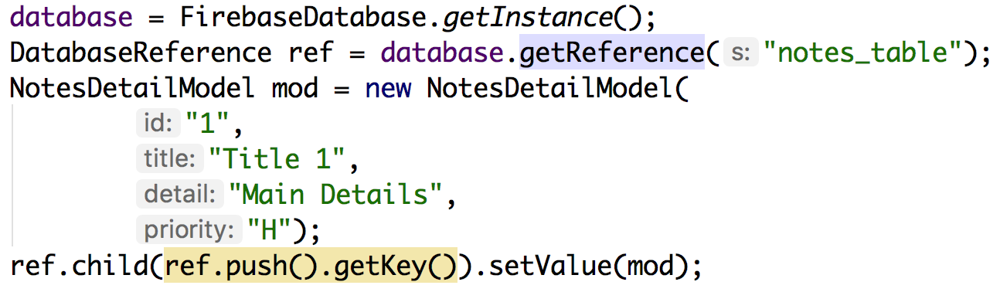 database = FirebaseDatabase.getInstance();
DatabaseReference ref = database.getReference( s: "notes_table");
NotesDetailModel mod = new NotesDetailModel(
id: "1",
title: "Title 1",
detail: "Main Details",
priority: "H");
ref.child(ref.push().getKey()).setValue(mod);